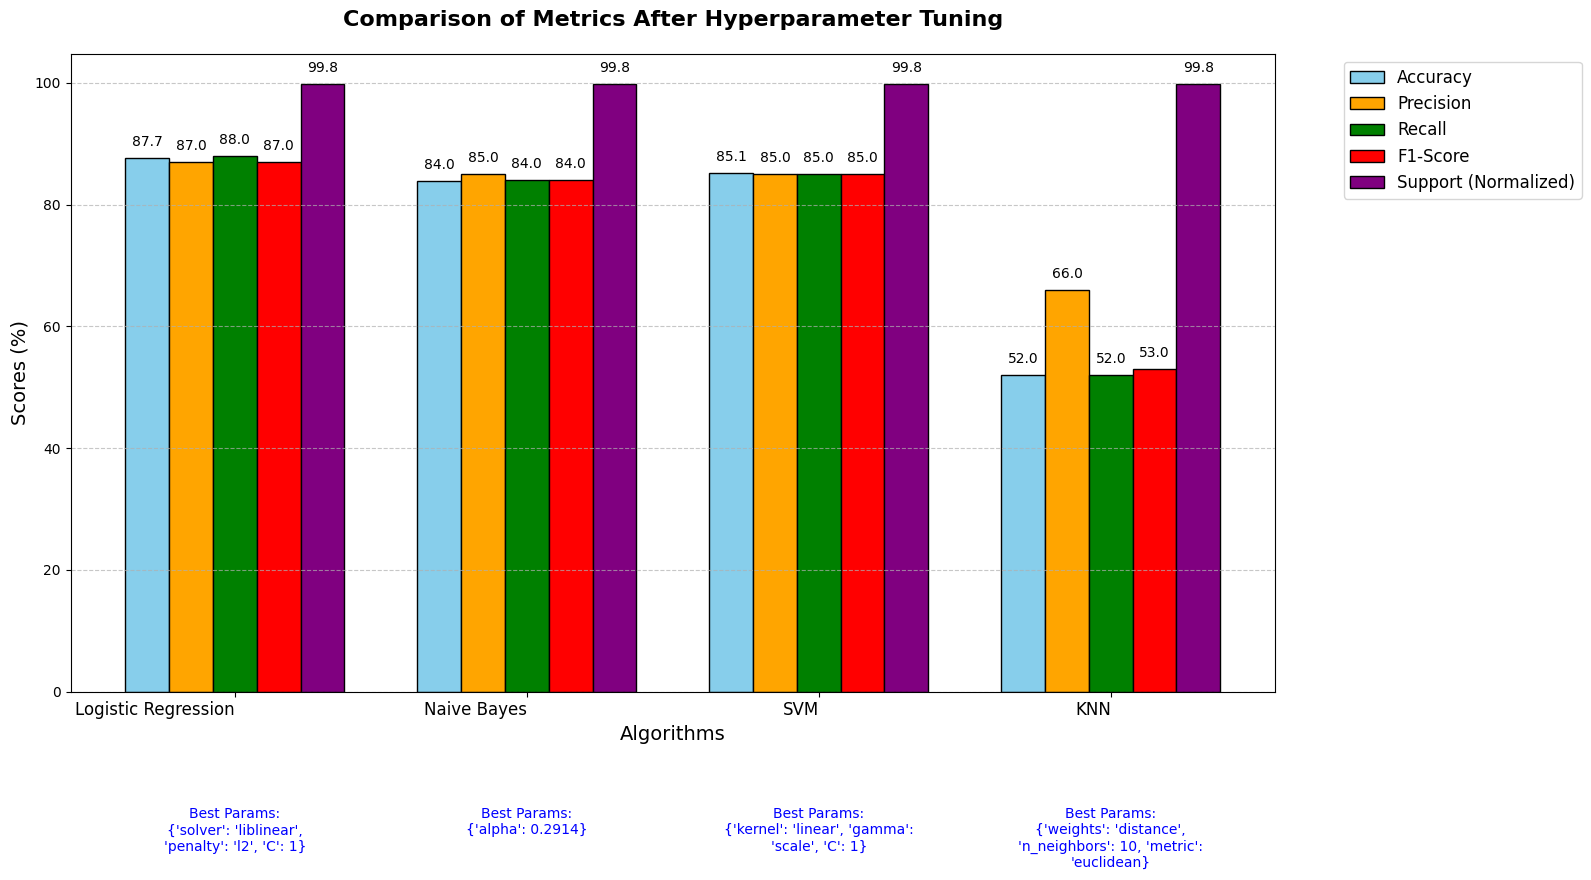 Comparison of Metrics After Hyperparameter Tuning
Scores (%)
100
80
60
40
20
0
87.7
87.0
88.0
87.0
99.8
84.0
85.0
84.0
84.0
99.8
85.1
85.0
85.0
85.0
99.8
52.0
66.0
52.0
53.0
99.8
Accuracy
Precision
Recall
F1-Score
Support (Normalized)
Logistic Regression
Naive Bayes
SVM
KNN
Algorithms
Best Params:
{'solver': 'liblinear',
'penalty': 'l2', 'C': 1}
Best Params:
{'alpha': 0.2914}
Best Params:
{'kernel': 'linear', 'gamma':
'scale', 'C': 1}
Best Params:
{'weights': 'distance',
'n_neighbors': 10, 'metric':
'euclidean}